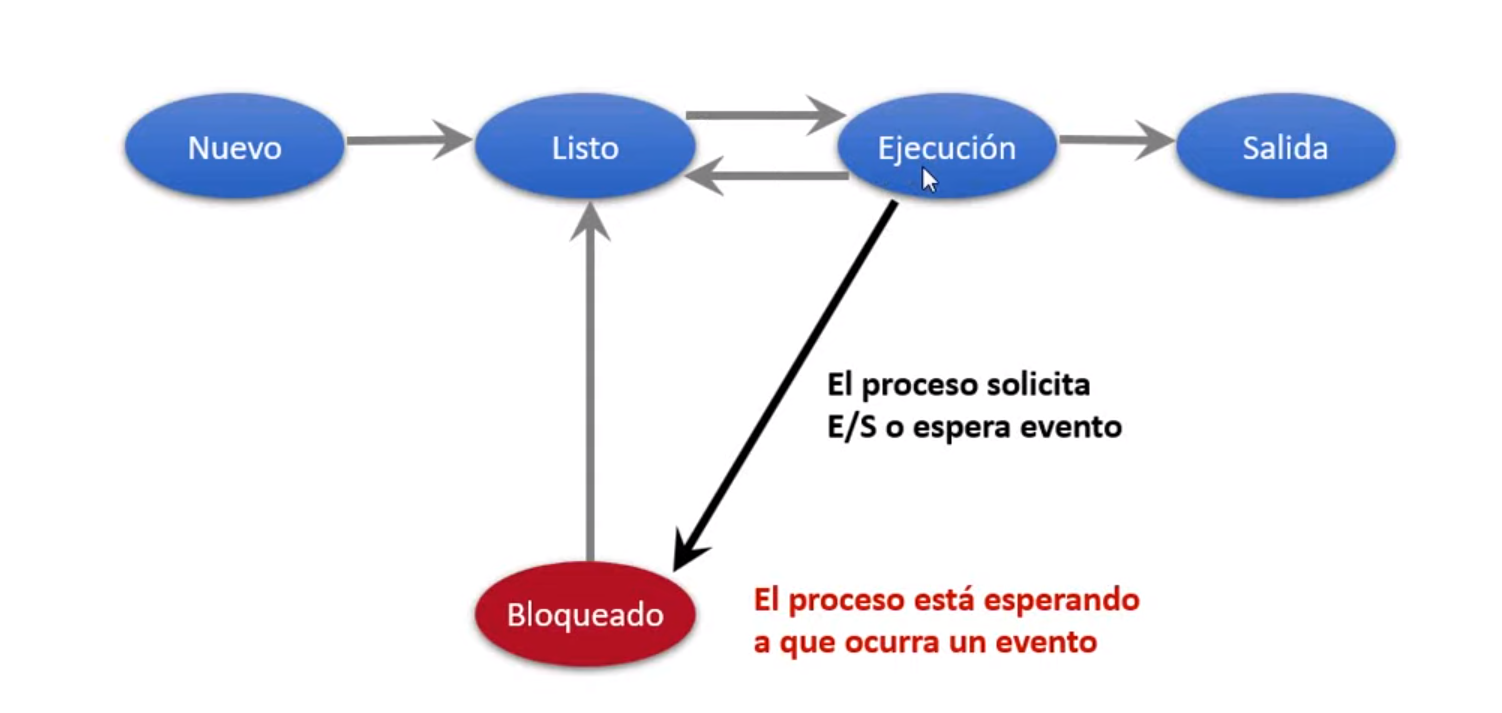 Nuevo
Listo
Ejecución
Salida
El proceso solicita
E/S o espera evento
Bloqueado
El proceso está esperando
a que ocurra un evento